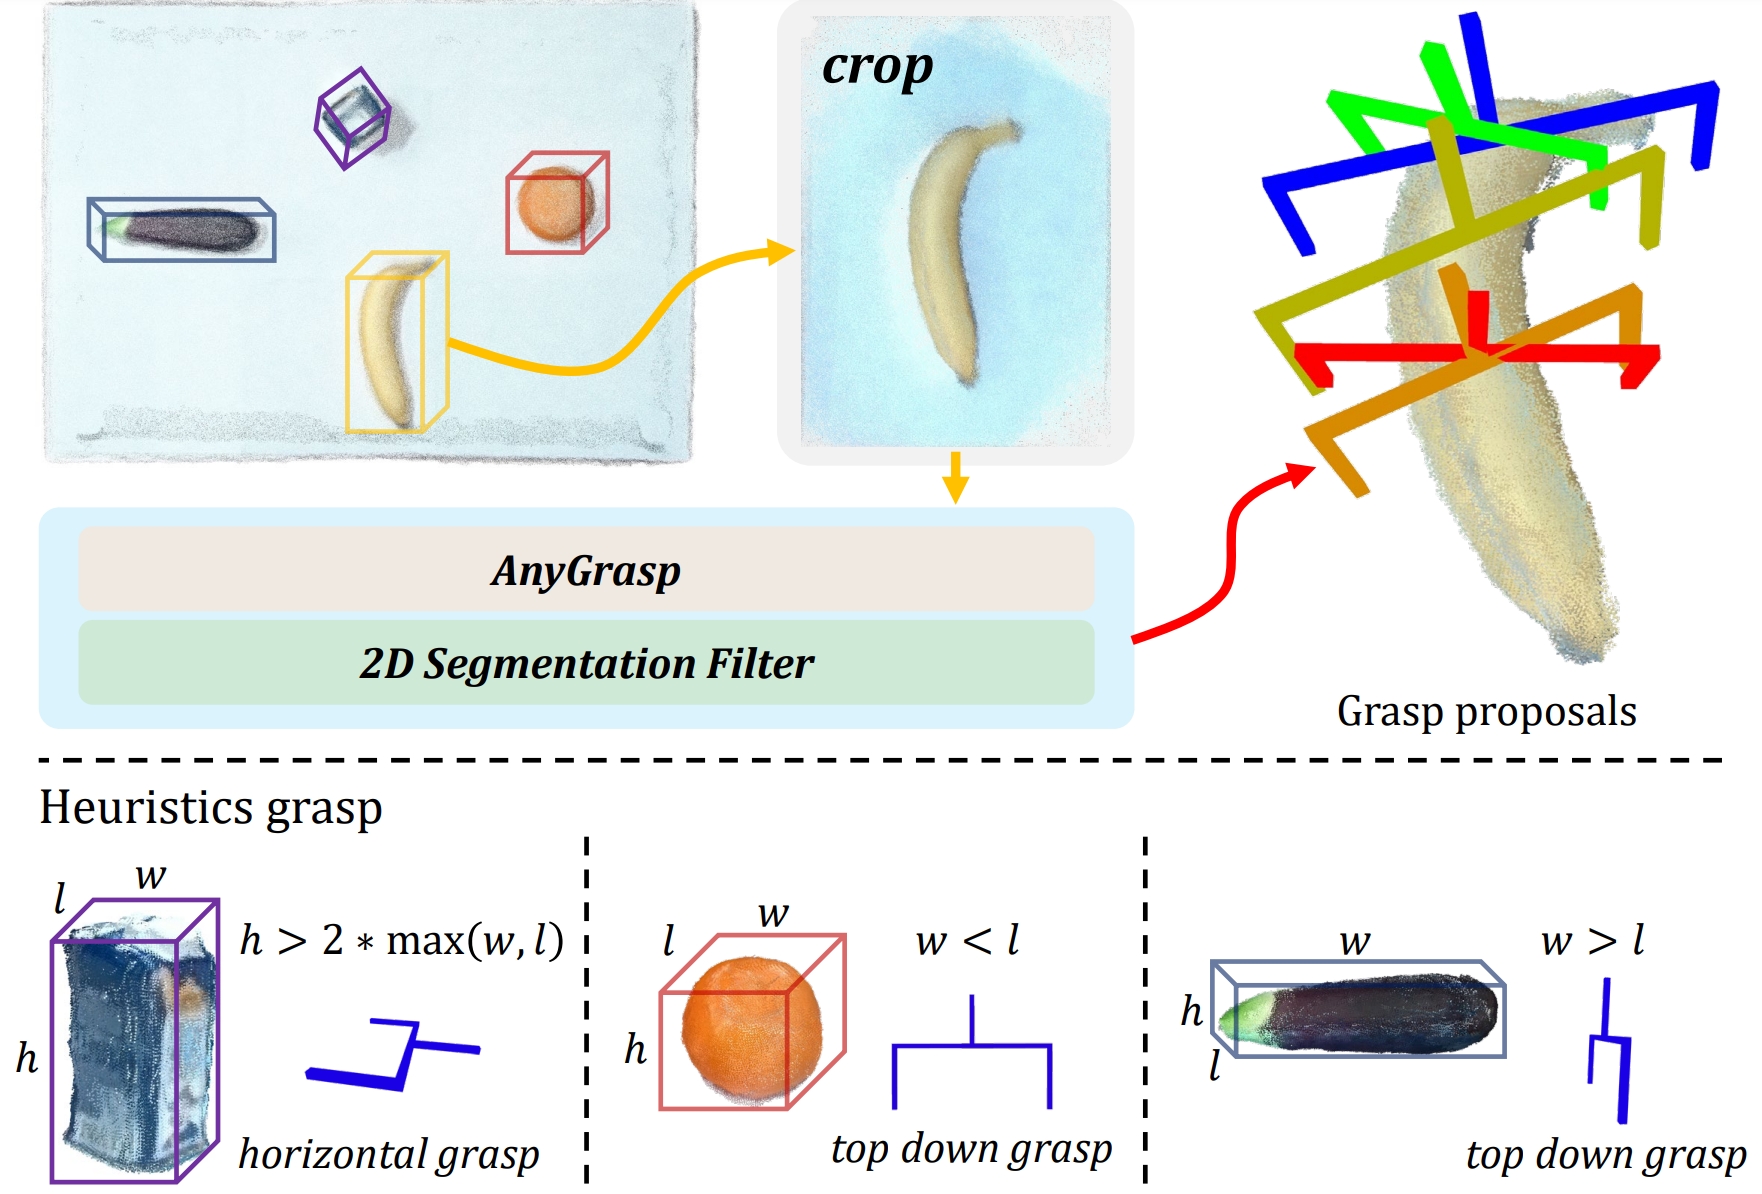 crop
AnyGrasp
2D Segmentation Filter
Grasp proposals
Heuristics grasp
w
l
h
h > 2 ∗ max(w, l)
horizontal grasp
w
l
h
w < l
top down grasp
w
h
l
w > l
top down grasp